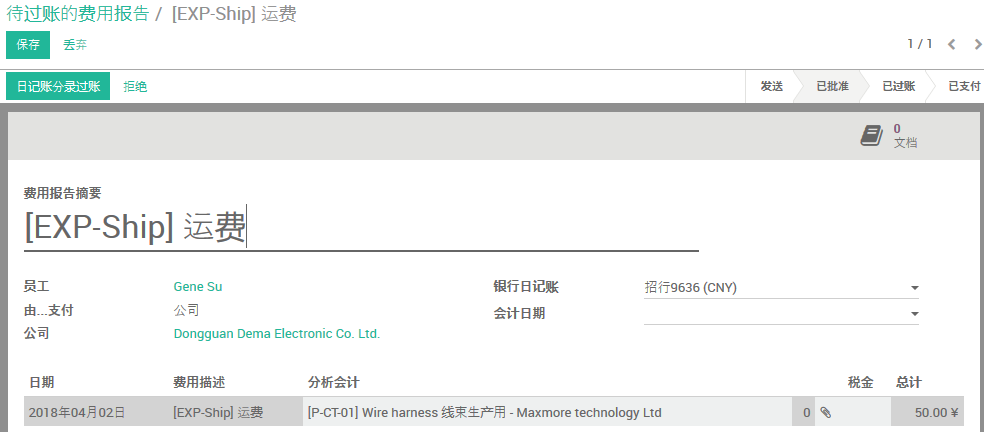 待过账的费用报告 / [EXP-Ship] 运费
保存 丢弃 1 / 1
日记账分录过账 拒绝 发送 已批准 已过账 已支付
0
文档
费用报告摘要
[EXP-Ship] 运费
员工 Gene Su 银行日记账 招行9636 (CNY)
由...支付 公司 会计日期
公司 Dongguan Dema Electronic Co. Ltd.
日期 费用描述 分析会计 税金 总计
2018年04月02日 [EXP-Ship] 运费 [P-CT-01] Wire harness 线束生产用 - Maxmore technology Ltd 0 50.00 ¥